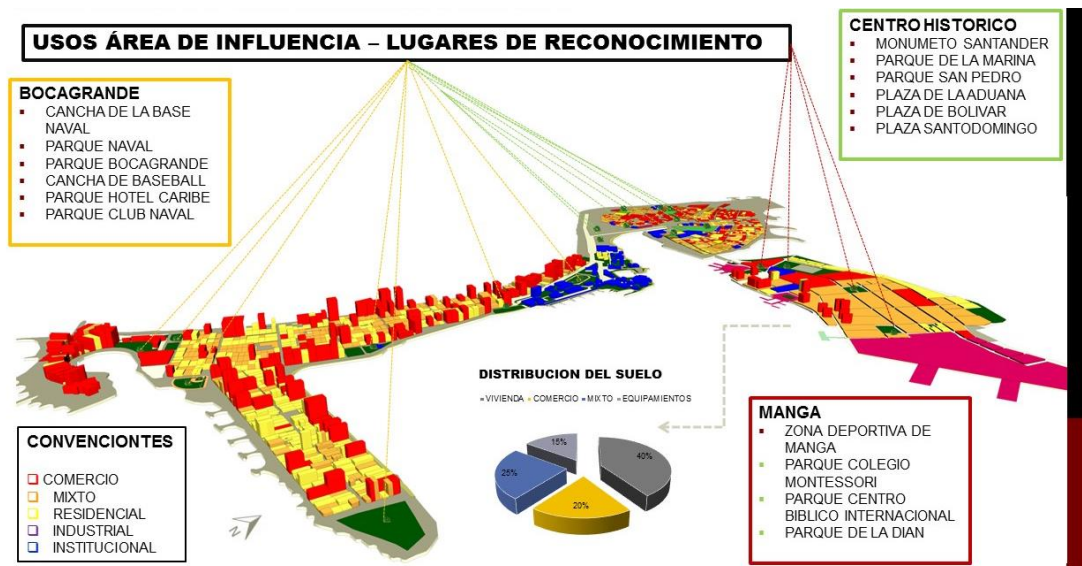 USOS ÁREA DE INFLUENCIA – LUGARES DE RECONOCIMIENTO
CENTRO HISTORICO
MONUMETO SANTANDER
PARQUE DE LA MARINA
PARQUE SAN PEDRO
PLAZA DE LA ADUANA
PLAZA DE BOLIVAR
PLAZA SANTODOMINGO
BOCAGRANDE
CANCHA DE LA BASE
NAVAL
PARQUE NAVAL
PARQUE BOCAGRANDE
CANCHA DE BASEBALL
PARQUE HOTEL CARIBE
PARQUE CLUB NAVAL
DISTRIBUCION DEL SUELO
VIVIENDA COMERCIO MIXTO EQUIPAMIENTOS
15%
40%
25%
20%
CONVENCIONTES
COMERCIO
MIXTO
RESIDENCIAL
INDUSTRIAL
INSTITUCIONAL
MANGA
ZONA DEPORTIVA DE
MANGA
PARQUE COLEGIO
MONTESSORI
PARQUE CENTRO
BIBLICO INTERNACIONAL
PARQUE DE LA DIAN